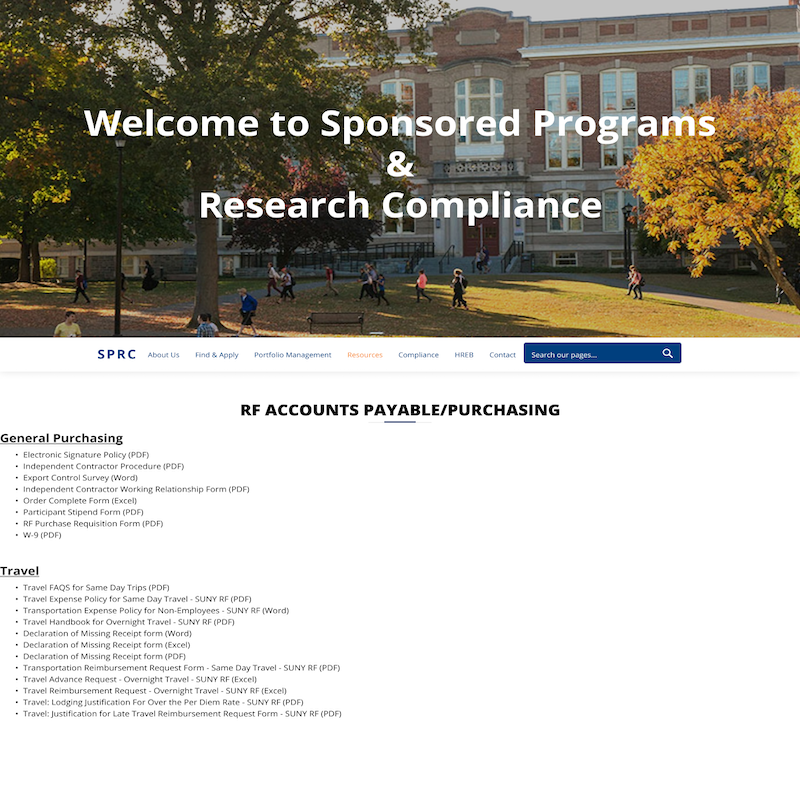 Welcome to Sponsored Programs
&
Research Compliance
SPRC About Us Find & Apply Portfolio Management Resources Compliance HREB Contact Search our pages...
RF ACCOUNTS PAYABLE/PURCHASING
General Purchasing
• Electronic Signature Policy (PDF)
• Independent Contractor Procedure (PDF)
• Export Control Survey (Word)
• Independent Contractor Working Relationship Form (PDF)
• Order Complete Form (Excel)
• Participant Stipend Form (PDF)
• RF Purchase Requisition Form (PDF)
• W-9 (PDF)
Travel
• Travel FAQS for Same Day Trips (PDF)
• Travel Expense Policy for Same Day Travel - SUNY RF (PDF)
• Transportation Expense Policy for Non-Employees - SUNY RF (Word)
• Travel Handbook for Overnight Travel - SUNY RF (PDF)
• Declaration of Missing Receipt form (Word)
• Declaration of Missing Receipt form (Excel)
• Declaration of Missing Receipt form (PDF)
• Transportation Reimbursement Request Form - Same Day Travel - SUNY RF (PDF)
• Travel Advance Request - Overnight Travel - SUNY RF (Excel)
• Travel Reimbursement Request - Overnight Travel - SUNY RF (Excel)
• Travel: Lodging Justification For Over the Per Diem Rate - SUNY RF (PDF)
• Travel: Justification for Late Travel Reimbursement Request Form - SUNY RF (PDF)